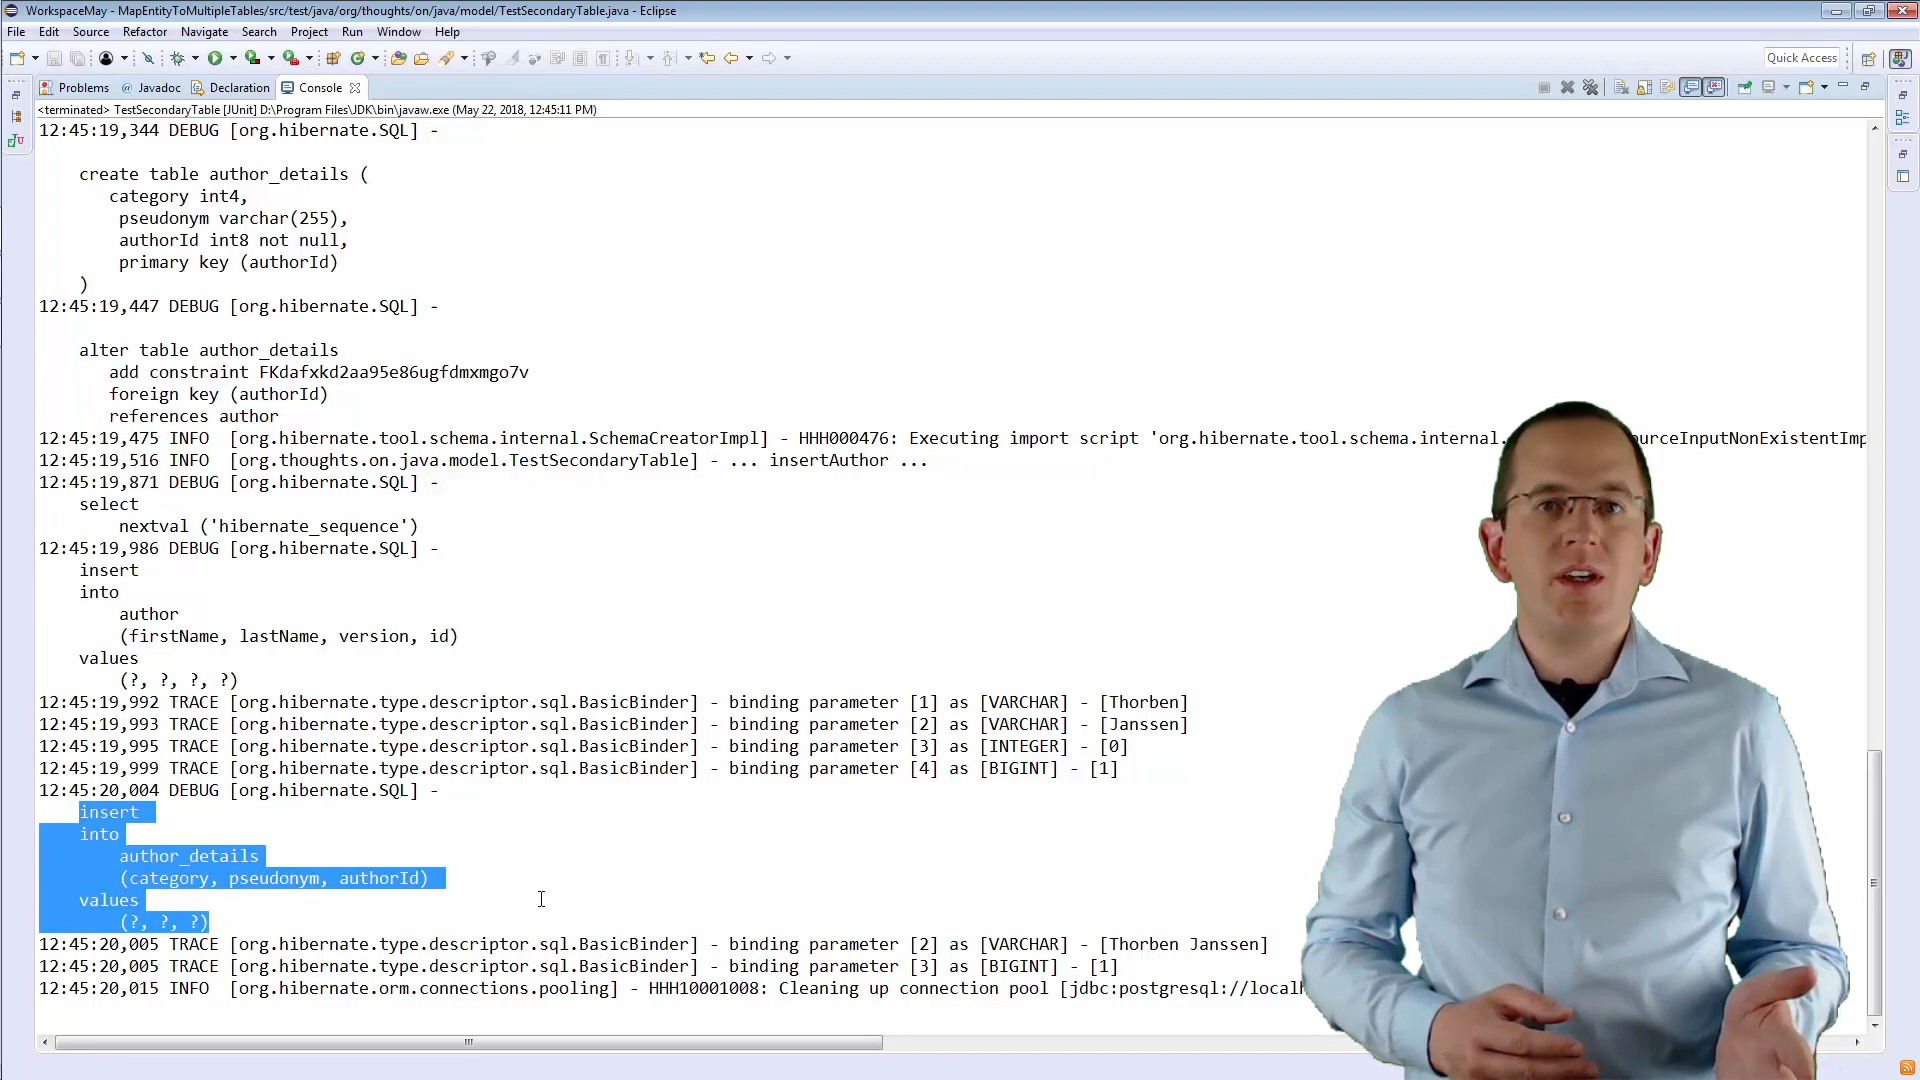 WorkspaceMay - MapEntityToMultipleTables/src/test/java/org/thoughts/on/java/model/TestSecondaryTable.java - Eclipse
File Edit Source Refactor Navigate Search Project Run Window Help
Quick Access
Problems @ Javadoc Declaration Console
<terminated> TestSecondaryTable [JUnit] D:\Program Files\JDK\bin\javaw.exe (May 22, 2018, 12:45:11 PM)
12:45:19,344 DEBUG [org.hibernate.SQL] -
create table author_details (
category int4,
pseudonym varchar(255),
authorId int8 not null,
primary key (authorId)
)
12:45:19,447 DEBUG [org.hibernate.SQL] -
alter table author_details
add constraint FKdafxkd2aa95e86ugfdmxmgo7v
foreign key (authorId)
references author
12:45:19,475 INFO [org.hibernate.tool.schema.internal.SchemaCreatorImpl] - HHH000476: Executing import script 'org.hibernate.tool.schema.internal. urceInputNonExistentImp
12:45:19,516 INFO [org.thoughts.on.java.model.TestSecondaryTable] - ... insertAuthor ...
12:45:19,871 DEBUG [org.hibernate.SQL] -
select
nextval ('hibernate_sequence')
12:45:19,986 DEBUG [org.hibernate.SQL] -
insert
into
author
(firstName, lastName, version, id)
values
(?, ?, ?, ?)
12:45:19,992 TRACE [org.hibernate.type.descriptor.sql.BasicBinder] - binding parameter [1] as [VARCHAR] - [Thorben]
12:45:19,993 TRACE [org.hibernate.type.descriptor.sql.BasicBinder] - binding parameter [2] as [VARCHAR] - [Janssen]
12:45:19,995 TRACE [org.hibernate.type.descriptor.sql.BasicBinder] - binding parameter [3] as [INTEGER] - [0]
12:45:19,999 TRACE [org.hibernate.type.descriptor.sql.BasicBinder] - binding parameter [4] as [BIGINT] - [1]
12:45:20,004 DEBUG [org.hibernate.SQL] -
insert
into
author_details
(category, pseudonym, authorId)
values
(?, ?, ?)
12:45:20,005 TRACE [org.hibernate.type.descriptor.sql.BasicBinder] - binding parameter [2] as [VARCHAR] - [Thorben Janssen]
12:45:20,005 TRACE [org.hibernate.type.descriptor.sql.BasicBinder] - binding parameter [3] as [BIGINT] - [1]
12:45:20,015 INFO [org.hibernate.orm.connections.pooling] - HHH10001008: Cleaning up connection pool [jdbc:postgresql://local